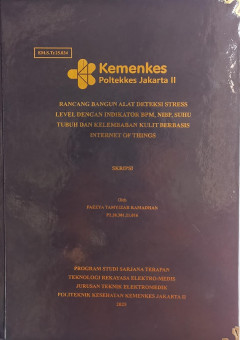 Kemenkes
Poltekkes Jakarta II
RANCANG BANGUN ALAT DETEKSI STRESS
LEVEL DENGAN INDIKATOR BPM, NIBP, SUHU
TUBUH DAN KELEMBABAN KULIT BERBASIS
INTERNET OF THINGS
SKRIPSI
Oleh
RAMADHAN
PROGRAM STUDI SARJANA TERAPAN
TEKNOLOGI REKAYASA ELEKTRO-MEDIS
JURUSAN TEKNIK ELEKTROMEDIK
POLITEKNIK KESEHATAN KEMENKES JAKARTA II